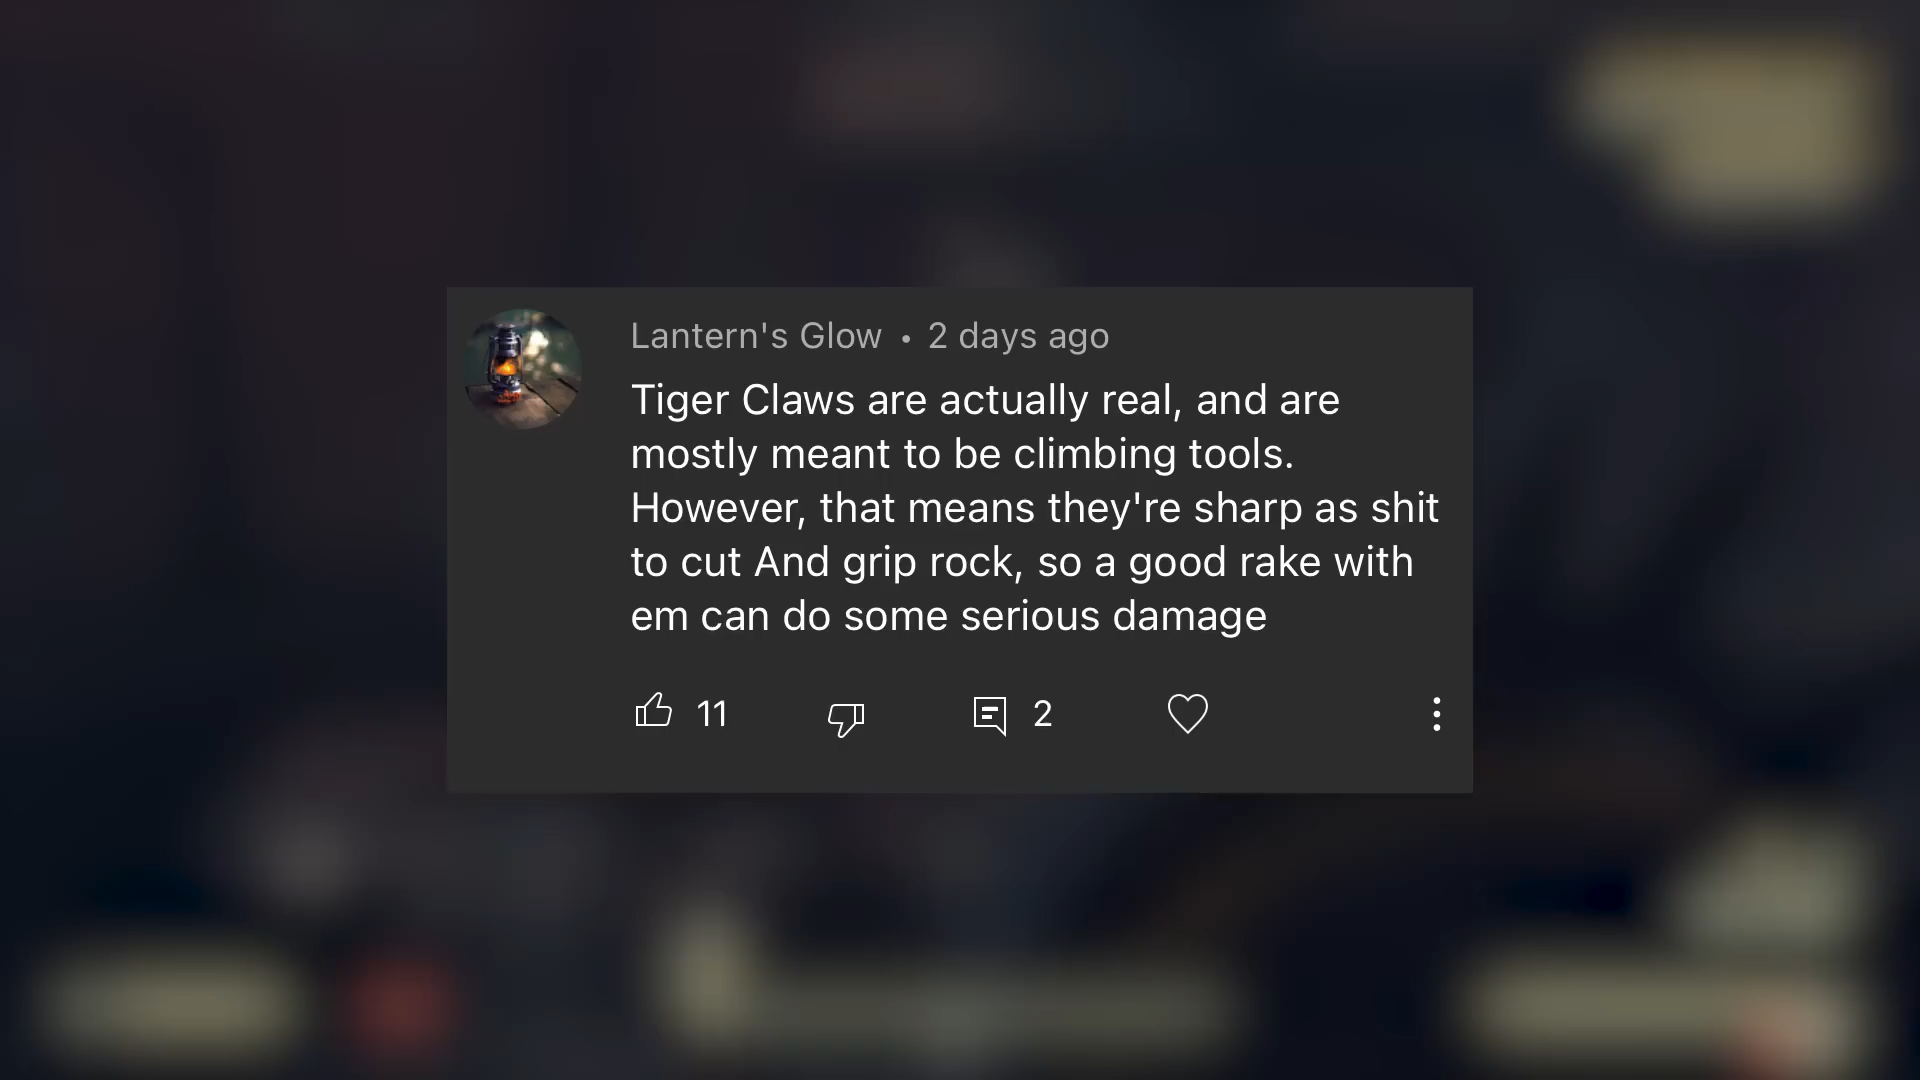 Lantern's Glow • 2 days ago
Tiger Claws are actually real, and are
mostly meant to be climbing tools.
However, that means they're sharp as shit
to cut And grip rock, so a good rake with
em can do some serious damage
11
2